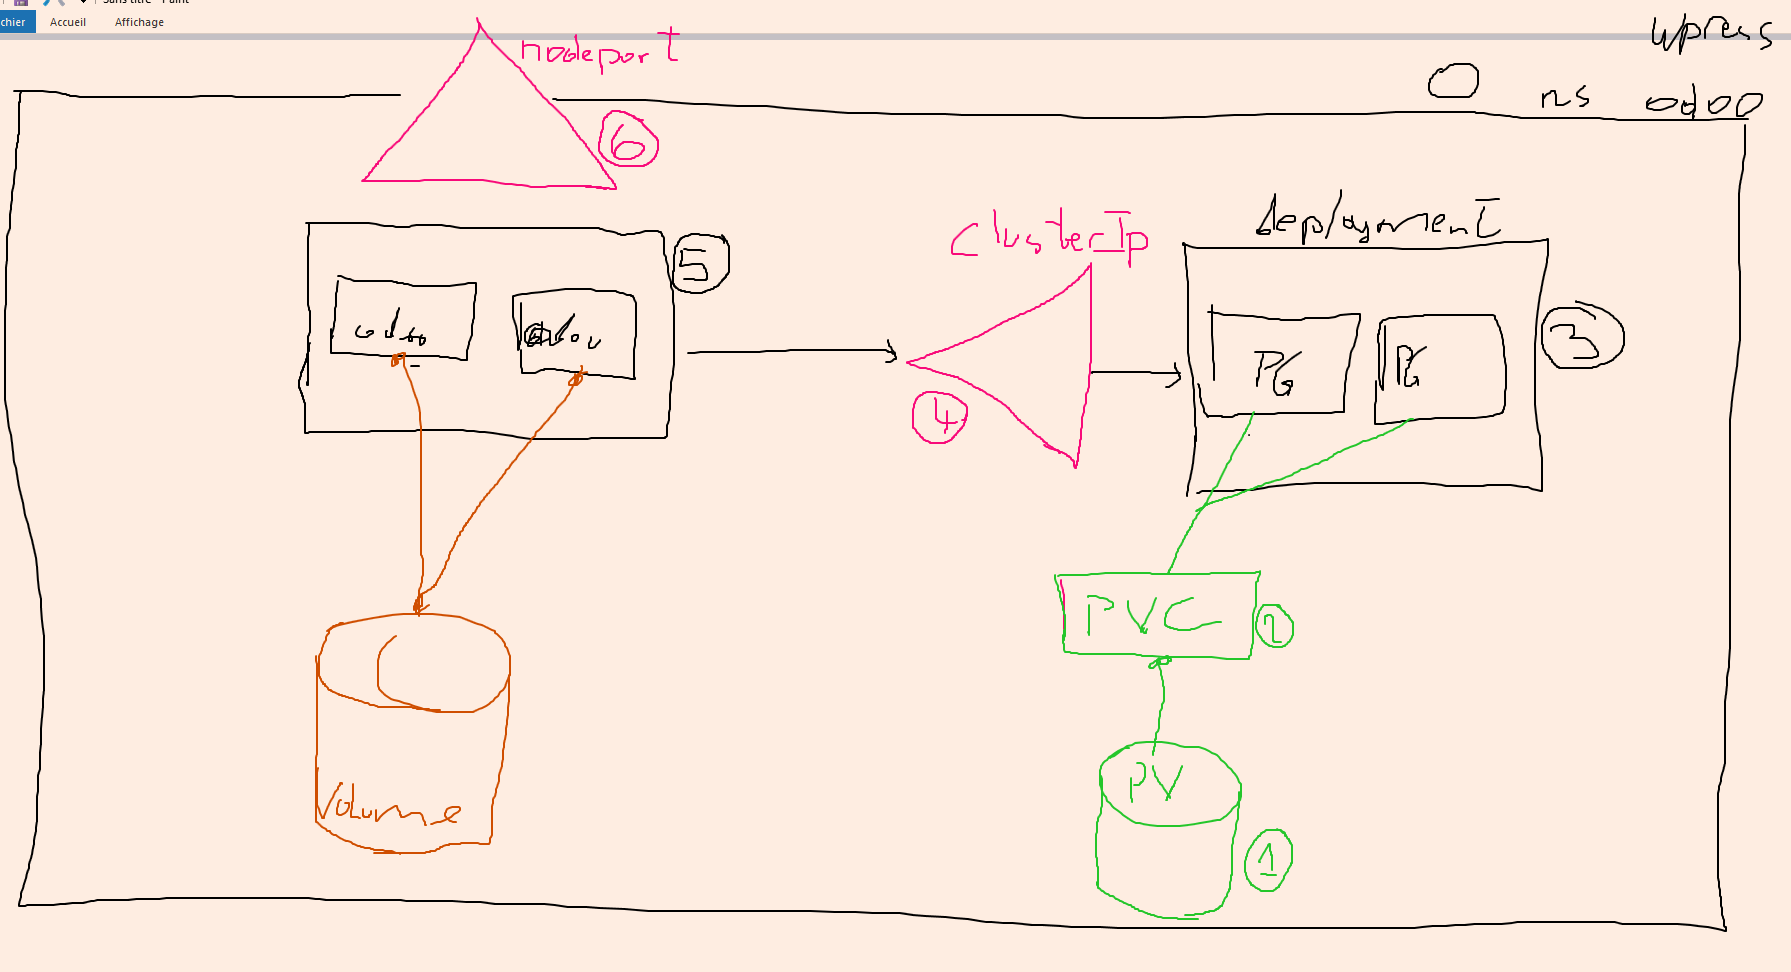 Sans titre - Paint
chier Accueil Affichage
wpress
nodeport
ns odoo
6
deployment
ClusterIp
5
3
odoo
PG PG
4
PVC
2
PV
Volume
1